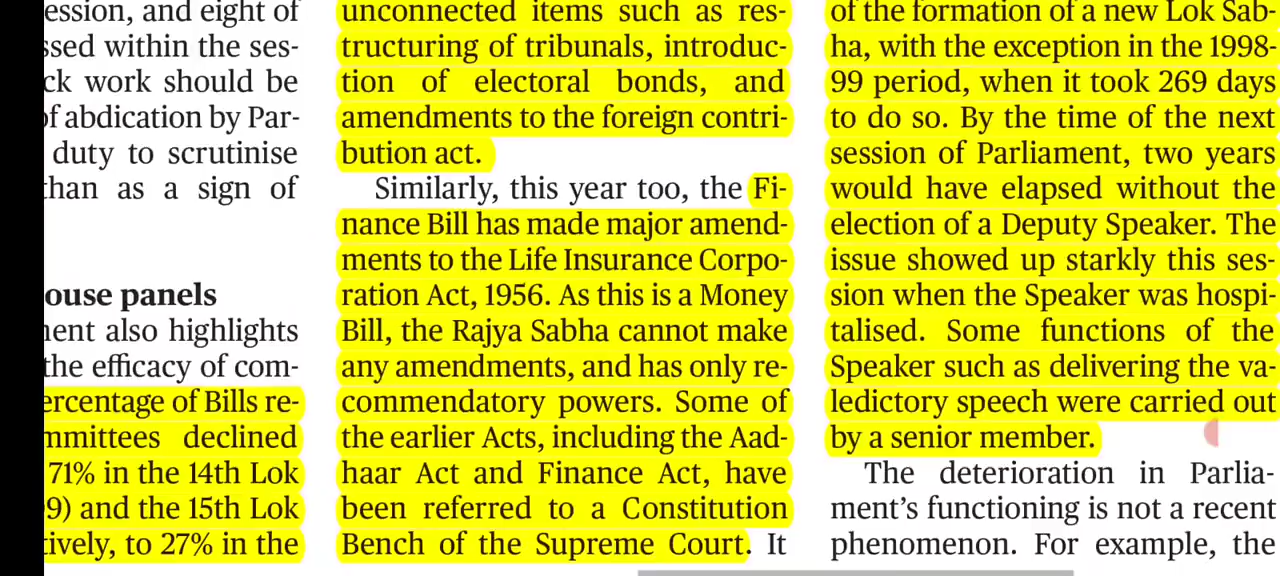 ession, and eight of
ssed within the ses-
ck work should be
of abdication by Par-
duty to scrutinise
than as a sign of
ouse panels
ment also highlights
the efficacy of com-
ercentage of Bills re-
mmittees declined
71% in the 14th Lok
9) and the 15th Lok
tively, to 27% in the
unconnected items such as res-
tructuring of tribunals, introduc-
tion of electoral bonds, and
amendments to the foreign contri-
bution act.
Similarly, this year too, the Fi-
nance Bill has made major amend-
ments to the Life Insurance Corpo-
ration Act, 1956. As this is a Money
Bill, the Rajya Sabha cannot make
any amendments, and has only re-
commendatory powers. Some of
the earlier Acts, including the Aad-
haar Act and Finance Act, have
been referred to a Constitution
Bench of the Supreme Court. It
of the formation of a new Lok Sab-
ha, with the exception in the 1998-
99 period, when it took 269 days
to do so. By the time of the next
session of Parliament, two years
would have elapsed without the
election of a Deputy Speaker. The
issue showed up starkly this ses-
sion when the Speaker was hospi-
talised. Some functions of the
Speaker such as delivering the va-
ledictory speech were carried out
by a senior member.
The deterioration in Parlia-
ment's functioning is not a recent
phenomenon. For example, the